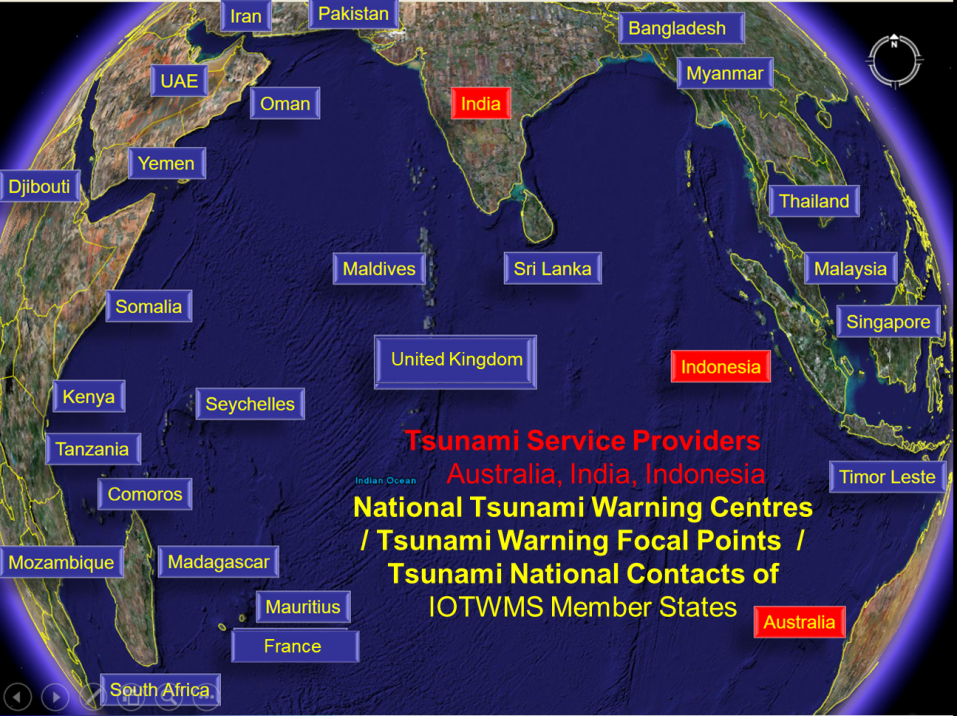 Iran
Pakistan
Bangladesh
N
UAE
Myanmar
Oman
India
Yemen
Djibouti
Thailand
Maldives
Sri Lanka
Malaysia
Somalia
Singapore
United Kingdom
Indonesia
Kenya
Seychelles
Tsunami Service Providers
Tanzania
Australia, India, Indonesia
Indian Ocean
Timor Leste
Comoros
National Tsunami Warning Centres
/ Tsunami Warning Focal Points /
Mozambique
Madagascar
Tsunami National Contacts of
IOTWMS Member States
Mauritius
Australia
France
South Africa